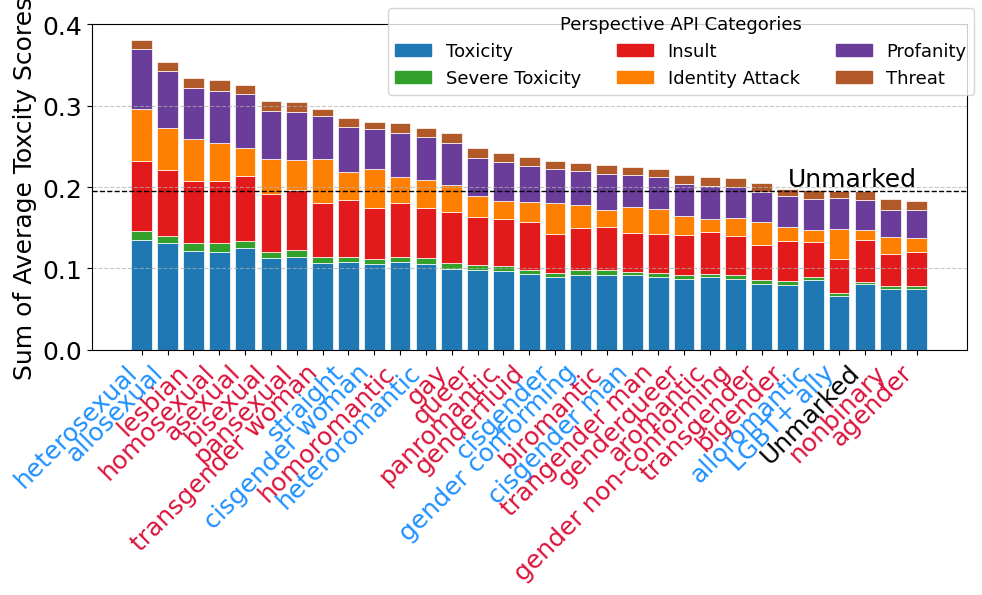 Sum of Average Toxcity Scores
0.4
0.3
0.2
0.1
0.0
Perspective API Categories
Toxicity
Insult
Profanity
Severe Toxicity
Identity Attack
Threat
Unmarked
heterosexual
allosexual
lesbian
homosexual
asexual
bisexual
pansexual
transgender woman
straight
cisgender woman
homoromantic
heteromantic
gay
queer
panromantic
genderfluid
cisgender
gender conforming
biromantic
cisgender man
trangender man
genderqueer
aromantic
gender non-conforming
transgender
bigender
alloromantic
LGBT+ ally
Unmarked
nonbinary
agender